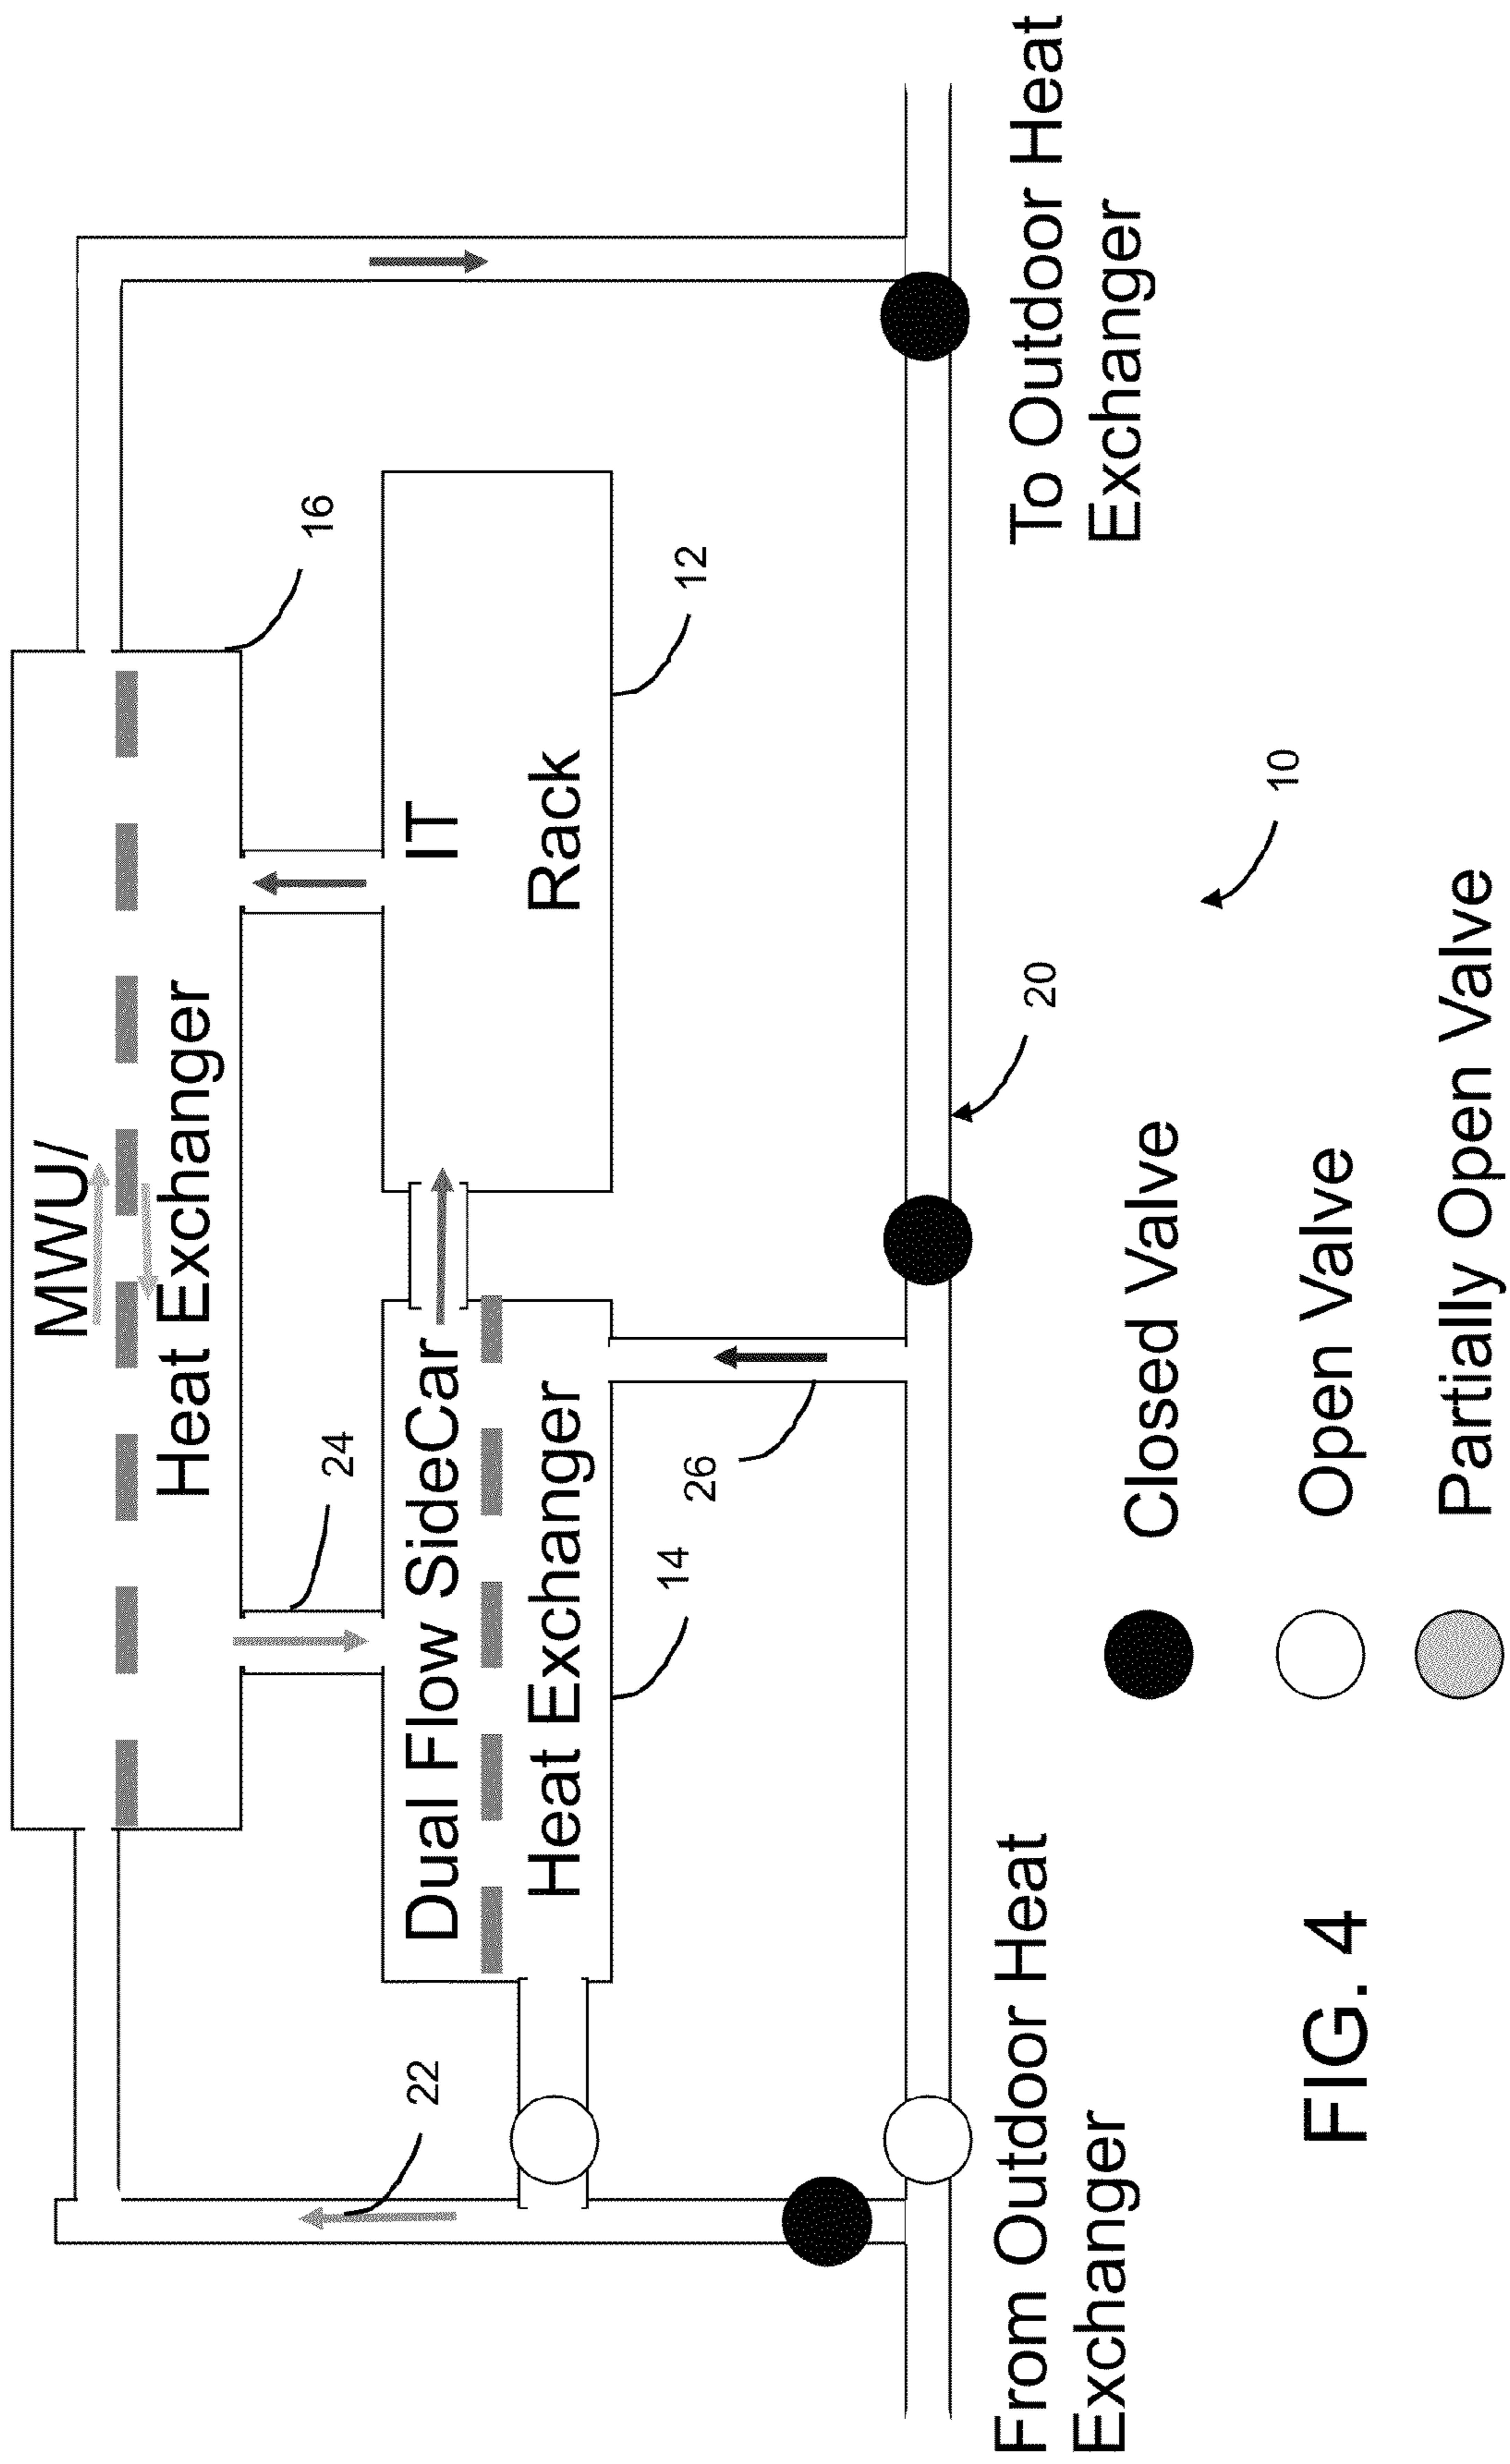 MWU/
Heat Exchanger
16
24
22
Dual Flow SideCar
Heat Exchanger
IT
Rack
12
14
26
20
From Outdoor Heat
Exchanger
To Outdoor Heat
Exchanger
10
Closed Valve
Open Valve
Partially Open Valve
FIG. 4